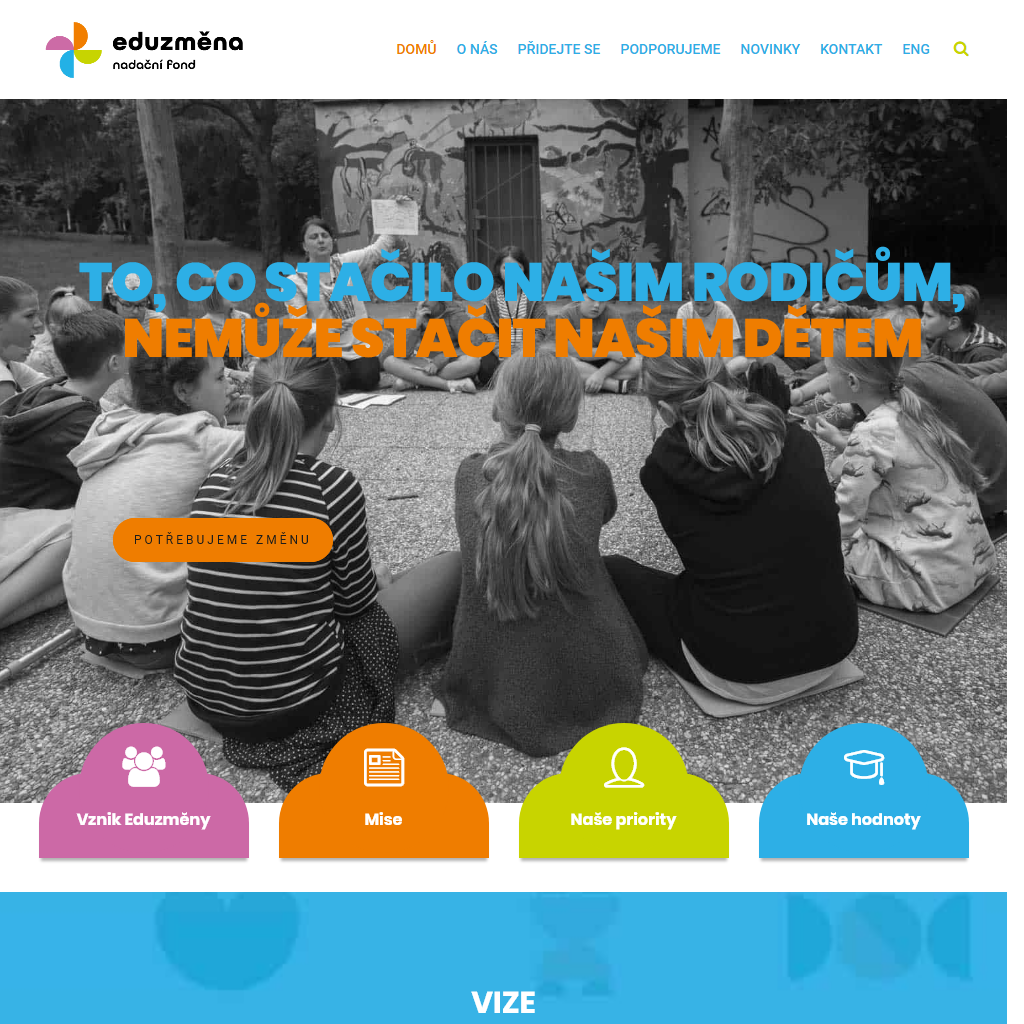 eduzměna
nadační fond
DOMŮ
O NÁS
PŘIDEJTE SE
PODPORUJEME
NOVINKY
KONTAKT
ENG
TO, CO STAČILO NAŠIM RODIČŮM,
NEMŮŽE STAČIT NAŠIM DĚTEM
POTŘEBUJEME ZMĚNU
Vznik Eduzměny
Mise
Naše priority
Naše hodnoty
VIZE